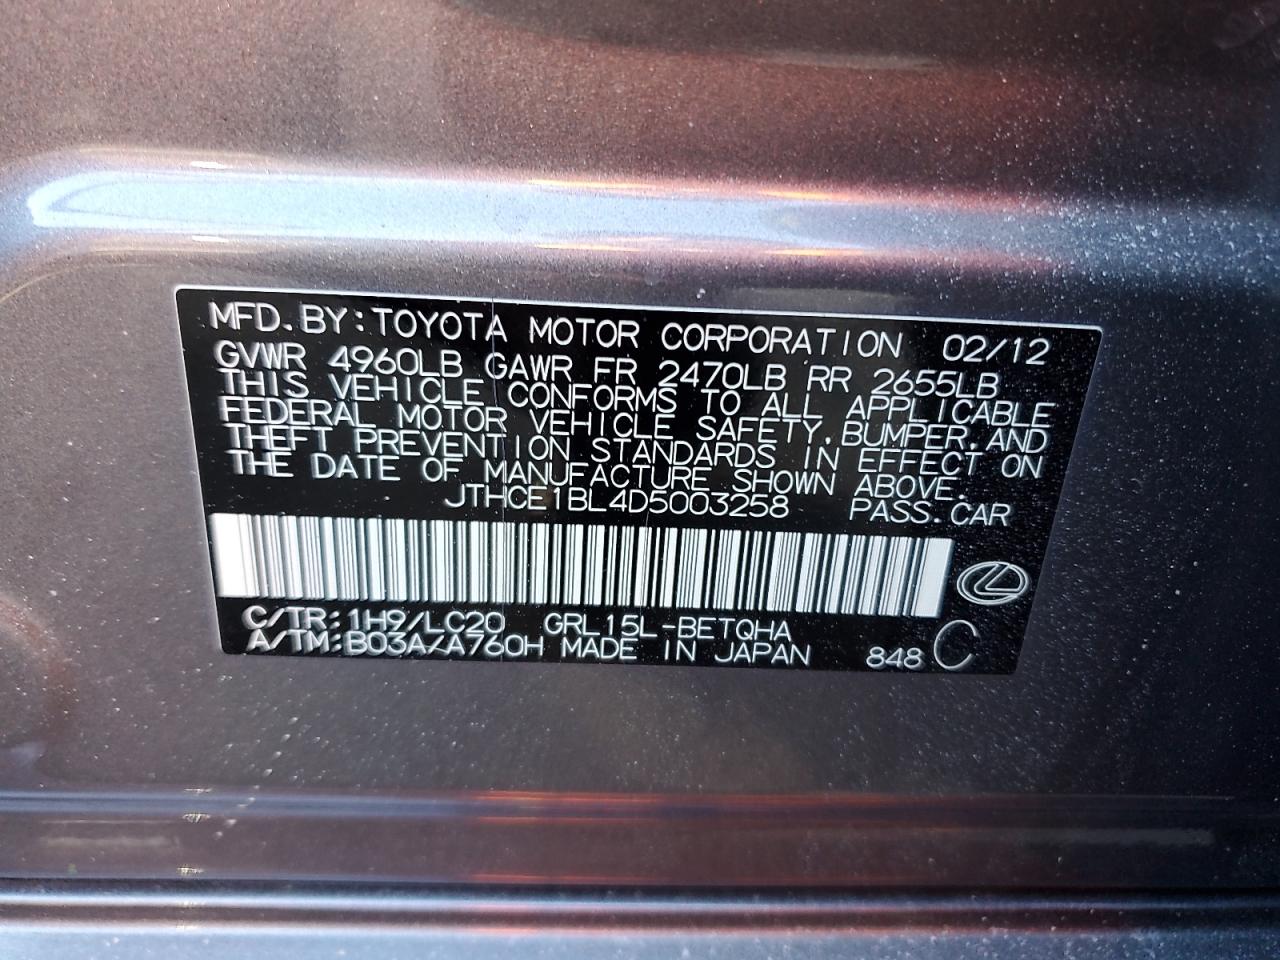 MFD.BY:TOYOTA MOTOR CORPORATION 02/12
GVWR 4960LB GAWR FR 2470LB RR 2655LB
THIS VEHICLE CONFORMS TO ALL APPLICABLE
FEDERAL MOTOR VEHICLE SAFETY,BUMPER,AND
THEFT PREVENTION STANDARDS IN EFFECT ON
THE DATE OF MANUFACTURE SHOWN ABOVE.
JTHCE1BL4D5003258 PASS.CAR
C/TR:1H9/LC20 GRL15L-BETQHA
A/TM:B03A/A760H MADE IN JAPAN 848 C